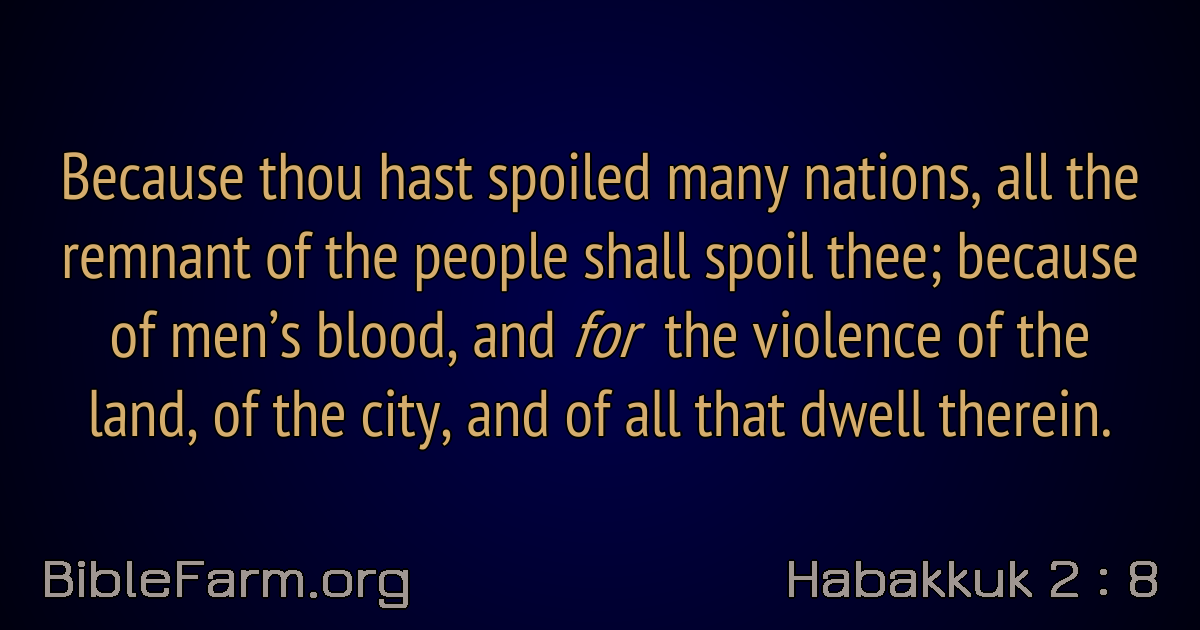 Because thou hast spoiled many nations, all the
remnant of the people shall spoil thee; because
of men’s blood, and for the violence of the
land, of the city, and of all that dwell therein.
BibleFarm.org
Habakkuk 2 : 8